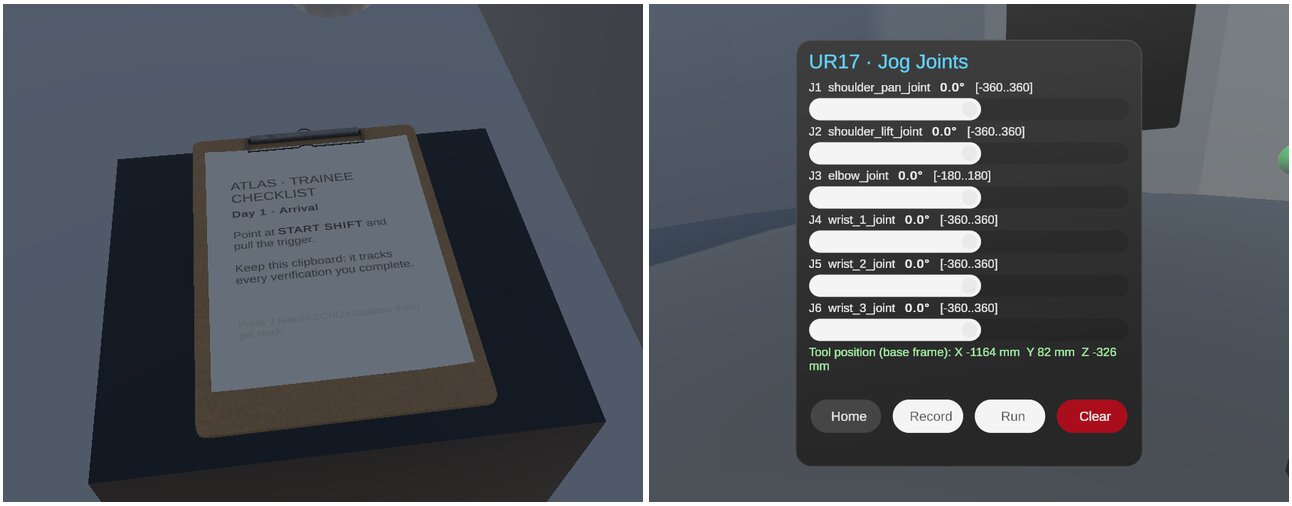 ATLAS · TRAINEE
CHECKLIST
Day 1 · Arrival
Point at START SHIFT and
pull the trigger.
Keep this clipboard: it tracks
every verification you complete.
Press ? Hint on ECHO's captions if you
get stuck.
UR17 · Jog Joints
J1 shoulder_pan_joint 0.0° [-360..360]
J2 shoulder_lift_joint 0.0° [-360..360]
J3 elbow_joint 0.0° [-180..180]
J4 wrist_1_joint 0.0° [-360..360]
J5 wrist_2_joint 0.0° [-360..360]
J6 wrist_3_joint 0.0° [-360..360]
Tool position (base frame): X -1164 mm Y 82 mm Z -326
mm
Home Record Run Clear